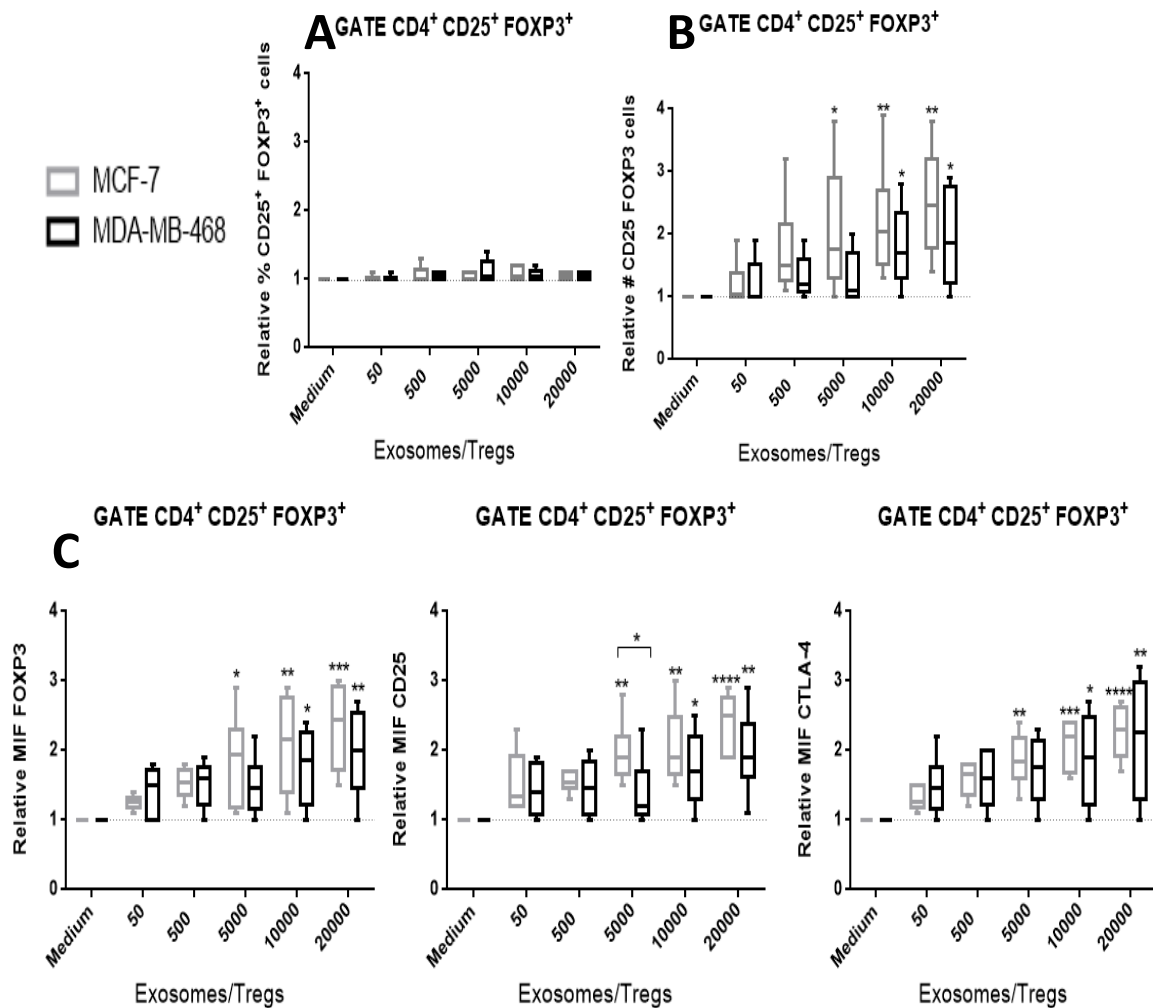 A
GATE CD4⁺ CD25⁺ FOXP3⁺
Relative % CD25⁺ FOXP3⁺ cells
4
3
2
1
0
Medium
50
500
5000
10000
20000
Exosomes/Tregs
B
GATE CD4⁺ CD25⁺ FOXP3⁺
Relative # CD25 FOXP3 cells
4
3
2
1
0
*
**
*
**
*
Medium
50
500
5000
10000
20000
Exosomes/Tregs
MCF-7
MDA-MB-468
C
GATE CD4⁺ CD25⁺ FOXP3⁺
Relative MIF FOXP3
4
3
2
1
0
*
**
*
***
**
Medium
50
500
5000
10000
20000
Exosomes/Tregs
GATE CD4⁺ CD25⁺ FOXP3⁺
Relative MIF CD25
4
3
2
1
0
*
**
**
*
****
**
Medium
50
500
5000
10000
20000
Exosomes/Tregs
GATE CD4⁺ CD25⁺ FOXP3⁺
Relative MIF CTLA-4
4
3
2
1
0
**
***
*
****
**
Medium
50
500
5000
10000
20000
Exosomes/Tregs